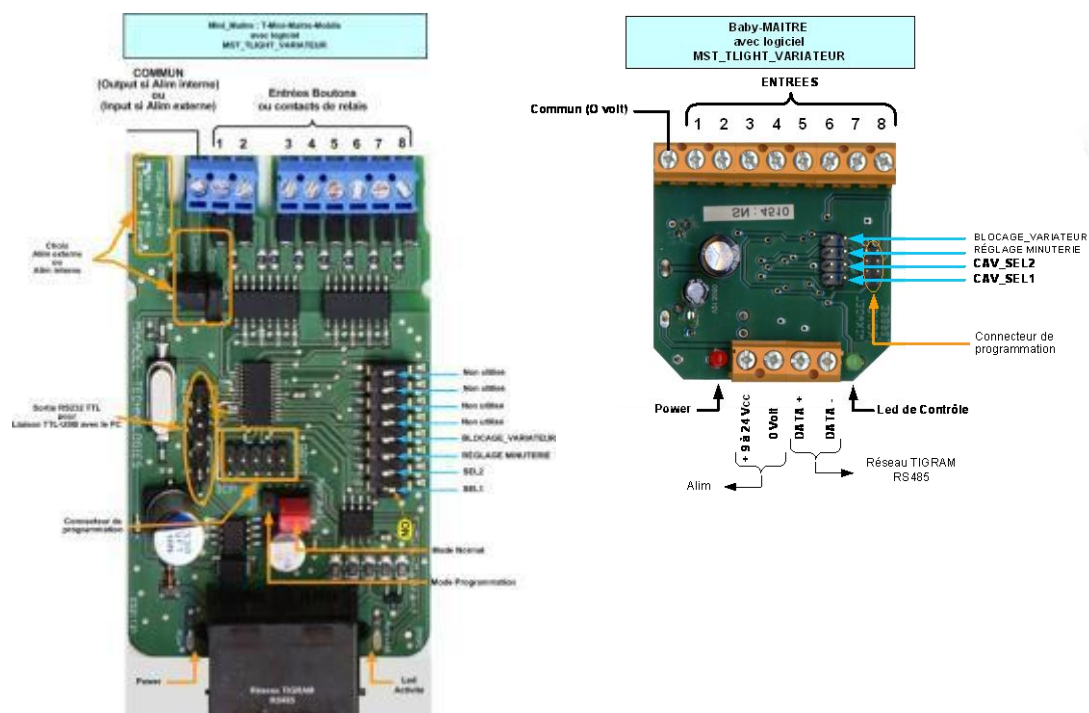 Mini_Maitre : T-Mini-Maitre-Mobile
avec logiciel
MST_TLIGHT_VARIATEUR
COMMUN
(Output si Alim interne)
ou
(Input si Alim externe)
Entrées Boutons
ou contacts de relais
1 2 3 4 5 6 7 8
Choix
Alim externe
ou
Alim interne
Sortie RS232 TTL
pour
Liaison TTL-USB avec le PC
Non utilisé
Non utilisé
Non utilisé
Non utilisé
BLOCAGE_VARIATEUR
RÉGLAGE MINUTERIE
SEL2
SEL1
Connecteur de
programmation
Mode Normal
Mode Programmation
Power
Led
Activité
Réseau TIGRAM
RS485
Baby-MAITRE
avec logiciel
MST_TLIGHT_VARIATEUR
ENTREES
Commun (0 volt)
1 2 3 4 5 6 7 8
SN : 4510
BLOCAGE_VARIATEUR
RÉGLAGE MINUTERIE
CAV_SEL2
CAV_SEL1
Connecteur de
programmation
Power
Led de Contrôle
+ 9 à 24 Vcc
0 Volt
DATA +
DATA -
Alim
Réseau TIGRAM
RS485